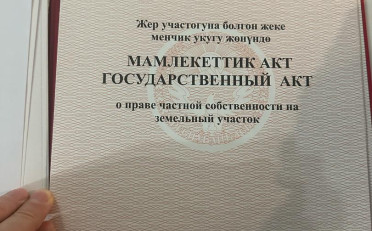 Жер участогуна болгон жеке
менчик укугу жөнүндө
МАМЛЕКЕТТИК АКТ
ГОСУДАРСТВЕННЫЙ АКТ
о праве частной собственности на
земельный участок